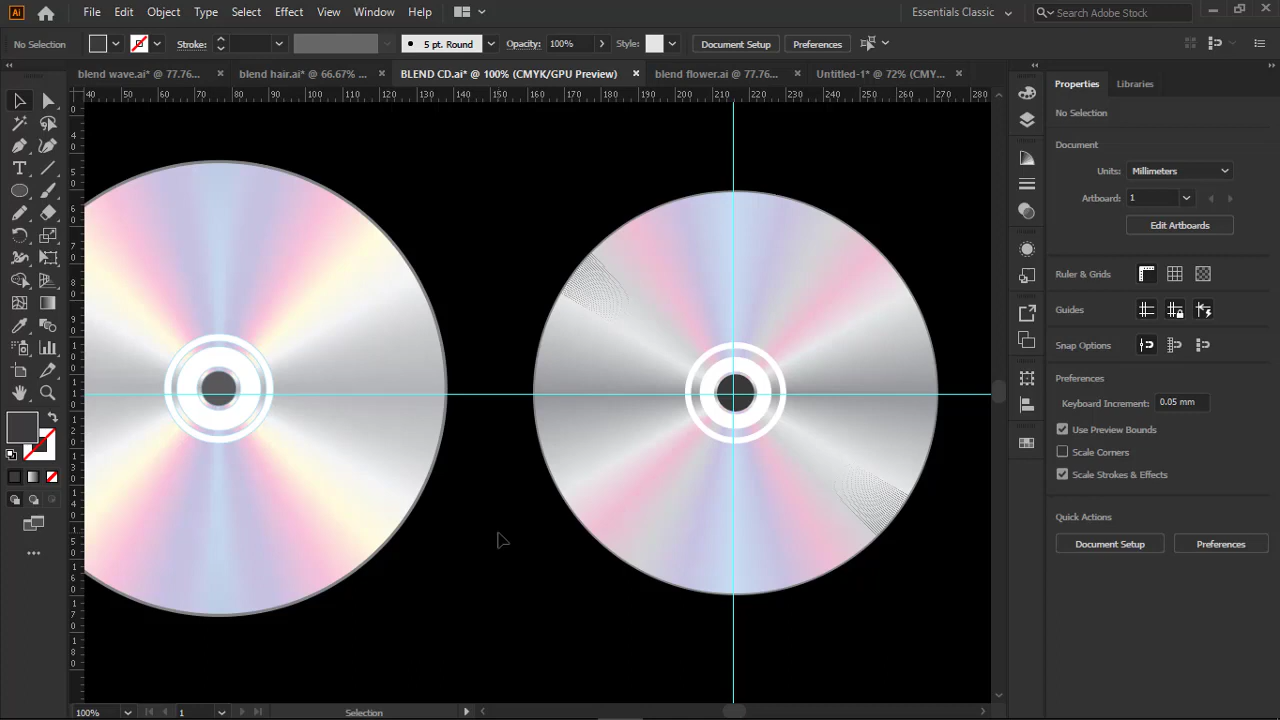 Ai File Edit Object Type Select Effect View Window Help Essentials Classic Search Adobe Stock
No Selection Stroke: 5 pt. Round Opacity: 100% Style: Document Setup Preferences
blend wave.ai* @ 77.76... × blend hair.ai* @ 66.67% ... × BLEND CD.ai* @ 100% (CMYK/GPU Preview) × blend flower.ai @ 77.76... × Untitled-1* @ 72% (CMY... ×
40 50 60 70 80 90 100 110 120 130 140 150 160 170 180 190 200 210 220 230 240 250 260 270 280
Properties Libraries
No Selection
Document
Units: Millimeters
Artboard: 1
Edit Artboards
Ruler & Grids
Guides
Snap Options
Preferences
Keyboard Increment: 0.05 mm
Use Preview Bounds
Scale Corners
Scale Strokes & Effects
Quick Actions
Document Setup Preferences
100% 1 Selection